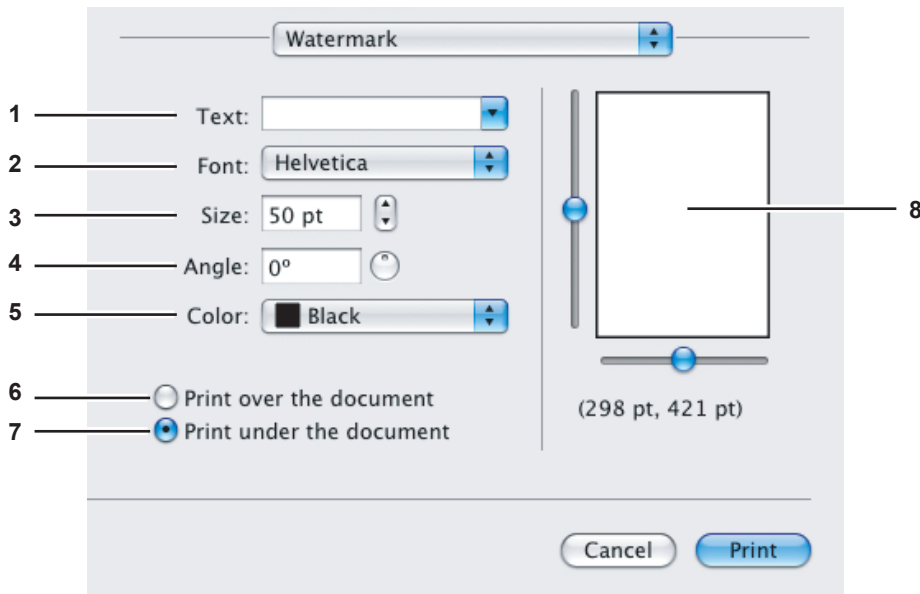 Watermark
1 Text:
2 Font: Helvetica
3 Size: 50 pt
4 Angle: 0º
5 Color: Black
6 Print over the document
7 Print under the document
8
(298 pt, 421 pt)
Cancel Print